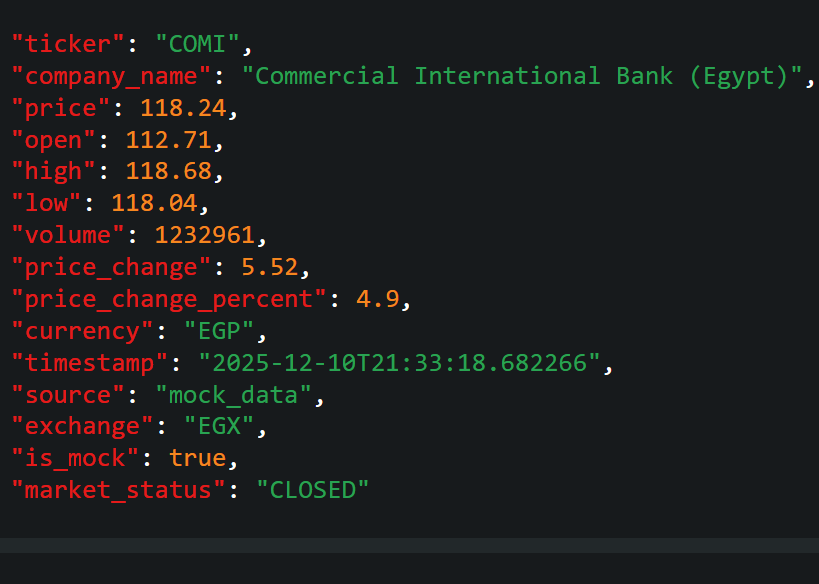 "ticker": "COMI",
"company_name": "Commercial International Bank (Egypt)",
"price": 118.24,
"open": 112.71,
"high": 118.68,
"low": 118.04,
"volume": 1232961,
"price_change": 5.52,
"price_change_percent": 4.9,
"currency": "EGP",
"timestamp": "2025-12-10T21:33:18.682266",
"source": "mock_data",
"exchange": "EGX",
"is_mock": true,
"market_status": "CLOSED"